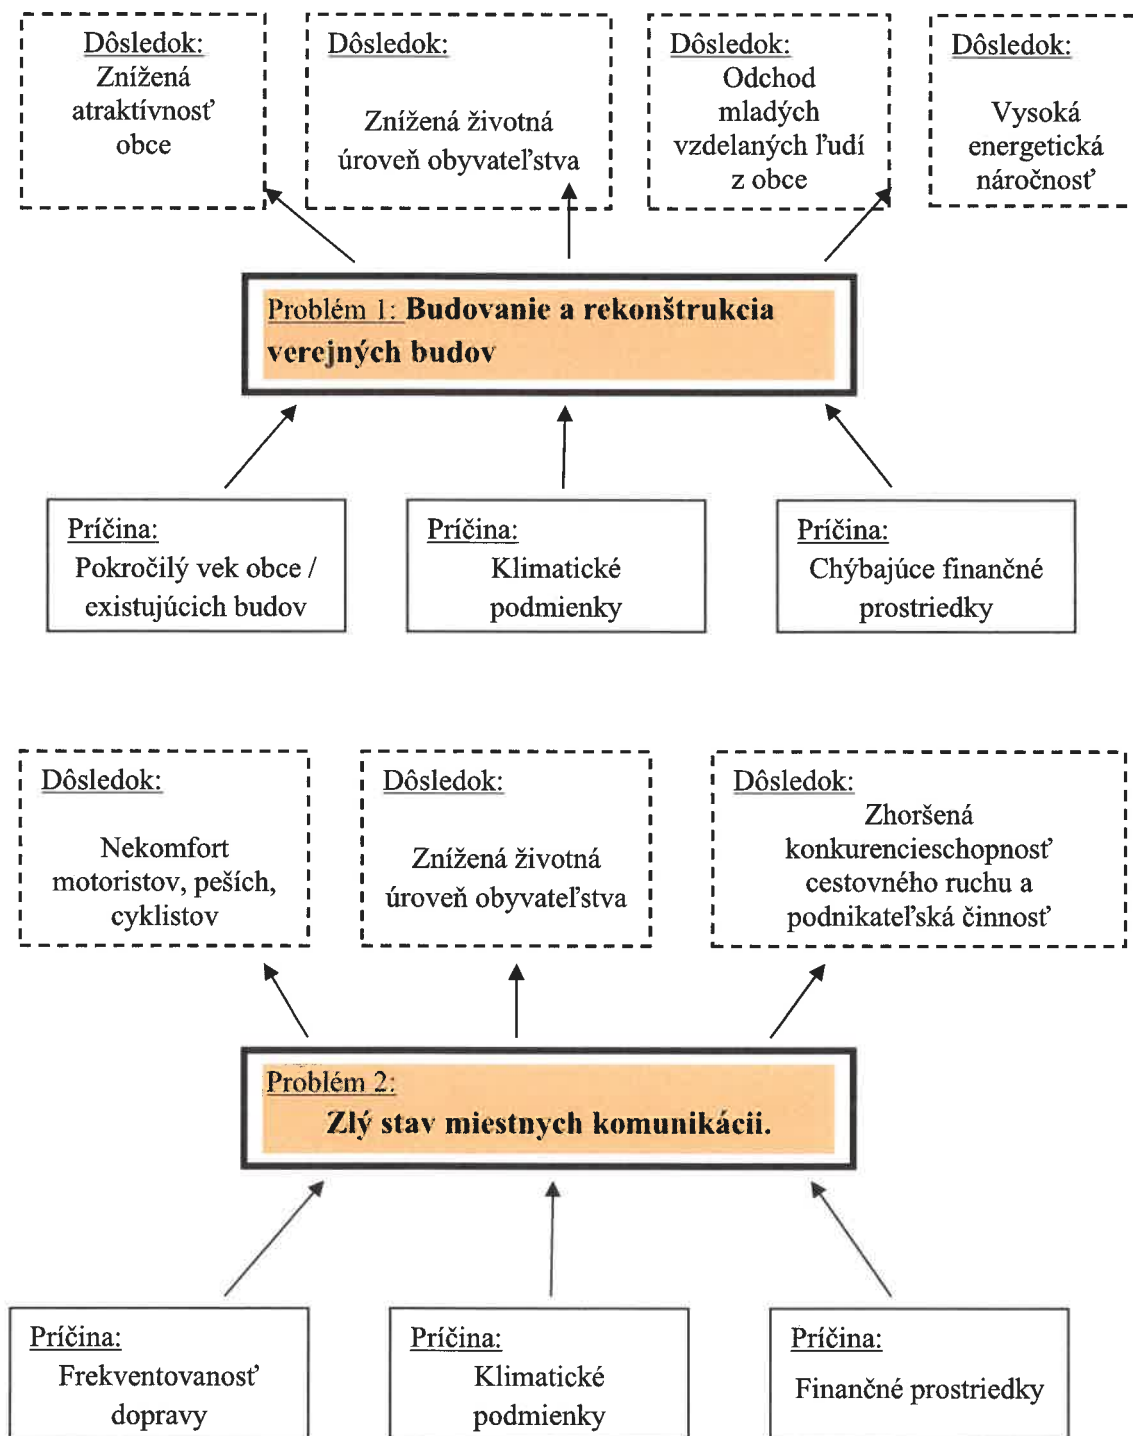 Dôsledok:
Znížená
atraktívnosť
obce
Dôsledok:
Znížená životná
úroveň obyvateľstva
Dôsledok:
Odchod
mladých
vzdelaných ľudí
z obce
Dôsledok:
Vysoká
energetická
náročnosť
Problém 1: Budovanie a rekonštrukcia
verejných budov
Príčina:
Pokročilý vek obce /
existujúcich budov
Príčina:
Klimatické
podmienky
Príčina:
Chýbajúce finančné
prostriedky
Dôsledok:
Nekomfort
motoristov, peších,
cyklistov
Dôsledok:
Znížená životná
úroveň obyvateľstva
Dôsledok:
Zhoršená
konkurencieschopnosť
cestovného ruchu a
podnikateľská činnosť
Problém 2:
Zlý stav miestnych komunikácii.
Príčina:
Frekventovanosť
dopravy
Príčina:
Klimatické
podmienky
Príčina:
Finančné prostriedky